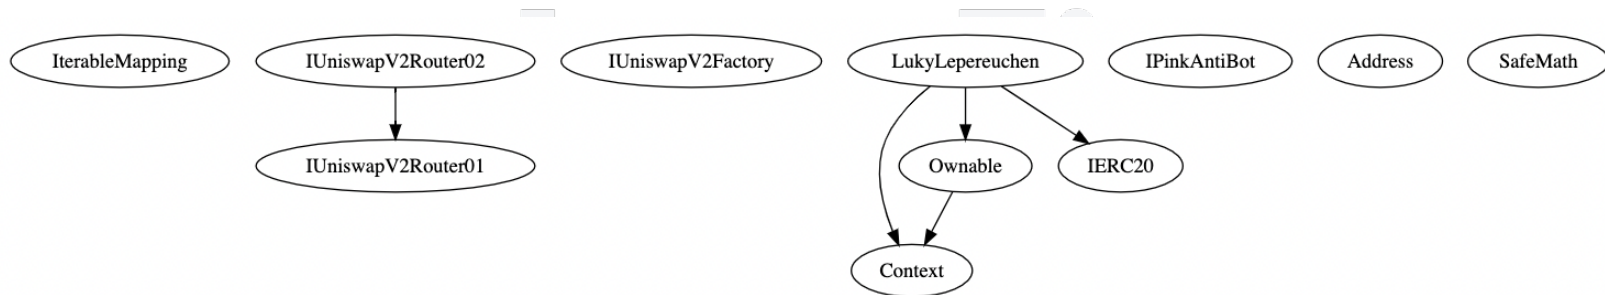 IterableMapping
IUniswapV2Router02
IUniswapV2Factory
LukyLepereuchen
IPinkAntiBot
Address
SafeMath
IUniswapV2Router01
Ownable
IERC20
Context